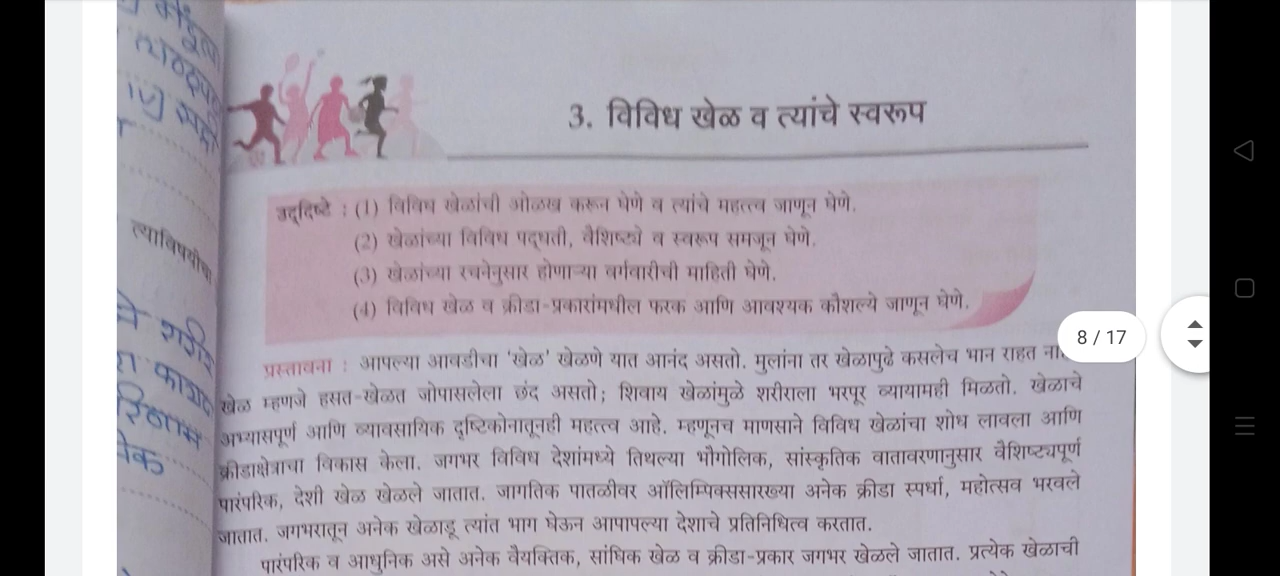 3. विविध खेळ व त्यांचे स्वरूप
उद्‌दिष्टे : (1) विविध खेळांची ओळख करून घेणे व त्यांचे महत्त्व जाणून घेणे.
(2) खेळांच्या विविध पद्‌धती, वैशिष्ट्ये व स्वरूप समजून घेणे.
(3) खेळांच्या रचनेनुसार होणाऱ्या वर्गवारीची माहिती घेणे.
(4) विविध खेळ व क्रीडा-प्रकारांमधील फरक आणि आवश्यक कौशल्ये जाणून घेणे.
8 / 17
प्रस्तावना : आपल्या आवडीचा 'खेळ' खेळणे यात आनंद असतो. मुलांना तर खेळापुढे कसलेच भान राहत
खेळ म्हणजे हसत-खेळत जोपासलेला छंद असतो; शिवाय खेळांमुळे शरीराला भरपूर व्यायामही मिळतो. खेळाचे
अभ्यासपूर्ण आणि व्यावसायिक दृष्टिकोनातूनही महत्त्व आहे. म्हणूनच माणसाने विविध खेळांचा शोध लावला आणि
क्रीडाक्षेत्राचा विकास केला. जगभर विविध देशांमध्ये तिथल्या भौगोलिक, सांस्कृतिक वातावरणानुसार वैशिष्ट्यपूर्ण
पारंपरिक, देशी खेळ खेळले जातात. जागतिक पातळीवर ऑलिम्पिक्ससारख्या अनेक क्रीडा स्पर्धा, महोत्सव भरवले
जातात. जगभरातून अनेक खेळाडू त्यांत भाग घेऊन आपापल्या देशाचे प्रतिनिधित्व करतात.
पारंपरिक व आधुनिक असे अनेक वैयक्तिक, सांघिक खेळ व क्रीडा-प्रकार जगभर खेळले जातात. प्रत्येक खेळाची
त्याविषयीचा